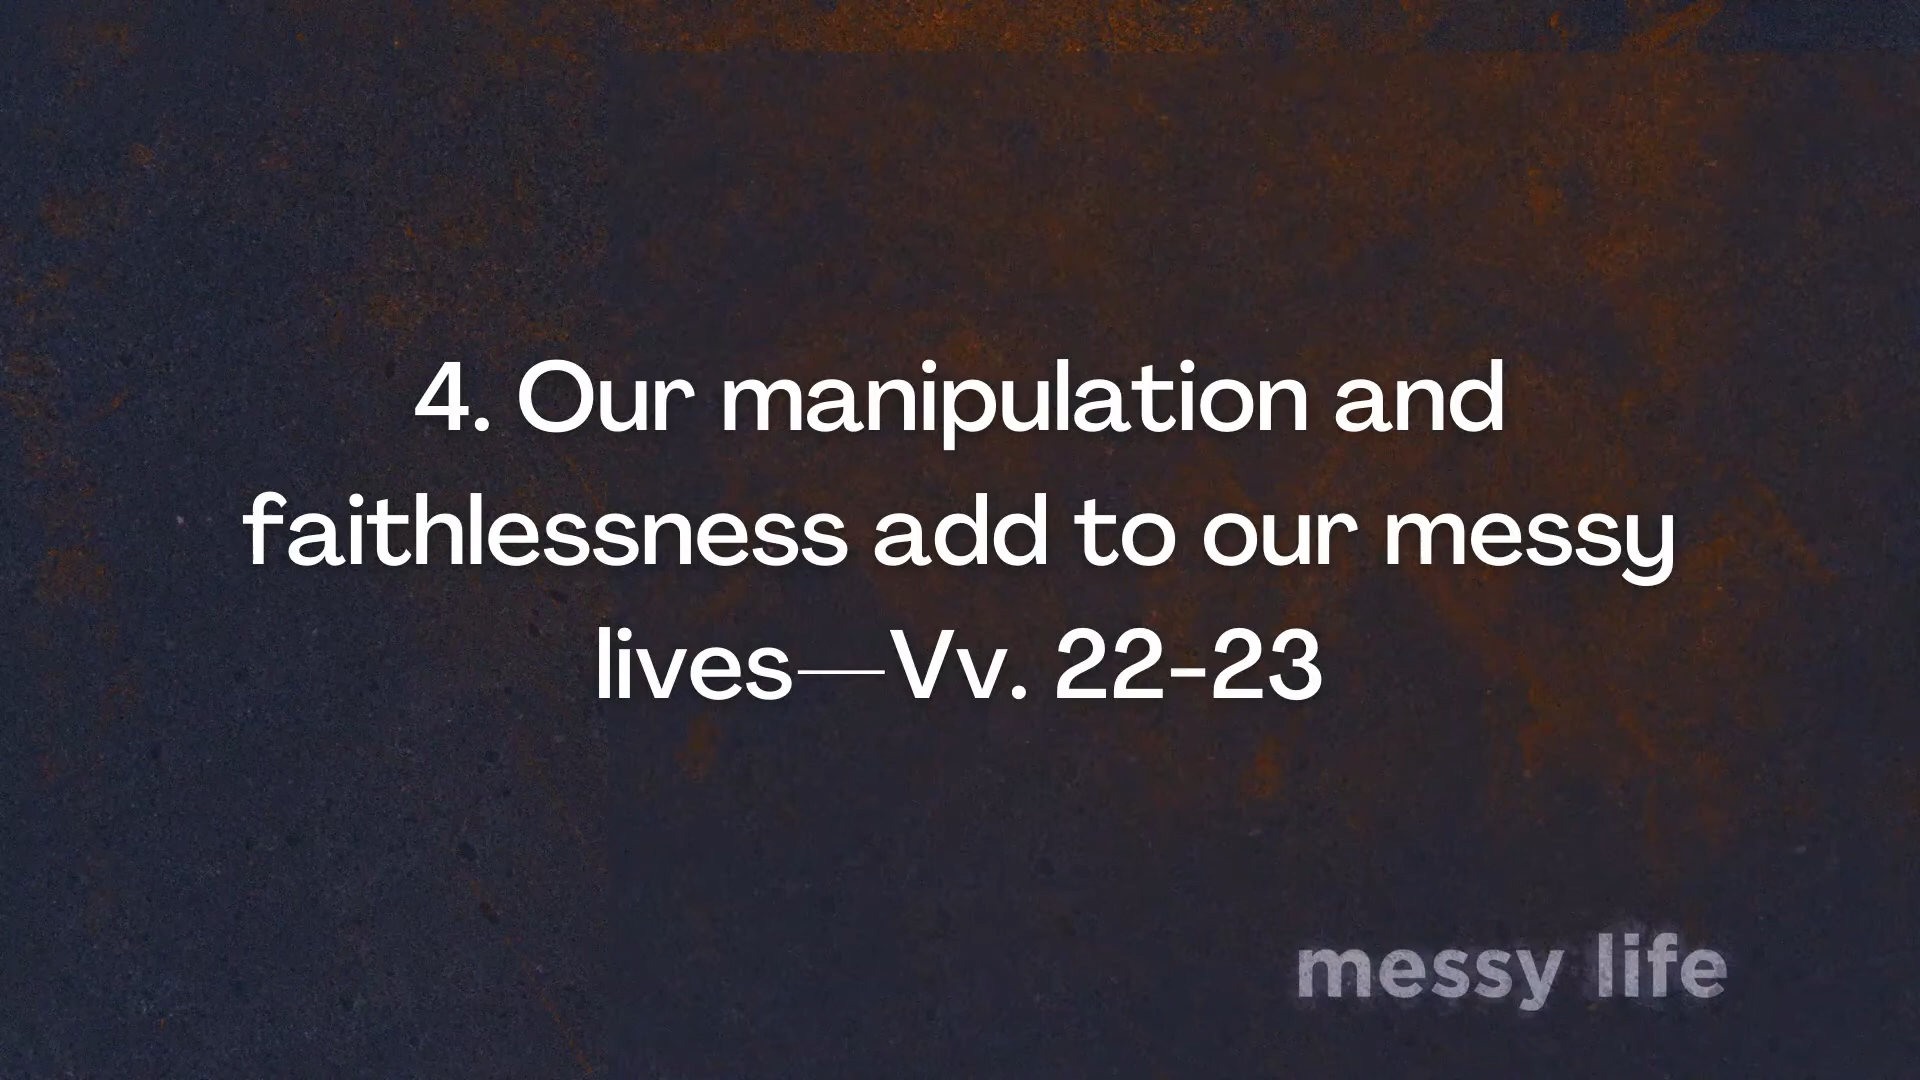 4. Our manipulation and
faithlessness add to our messy
lives—Vv. 22-23
messy life